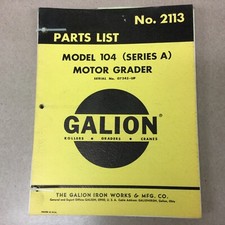 No. 2113
PARTS LIST
MODEL 104 (SERIES A)
MOTOR GRADER
GALION
ROLLERS • GRADERS • CRANES
THE GALION IRON WORKS & MFG. CO.